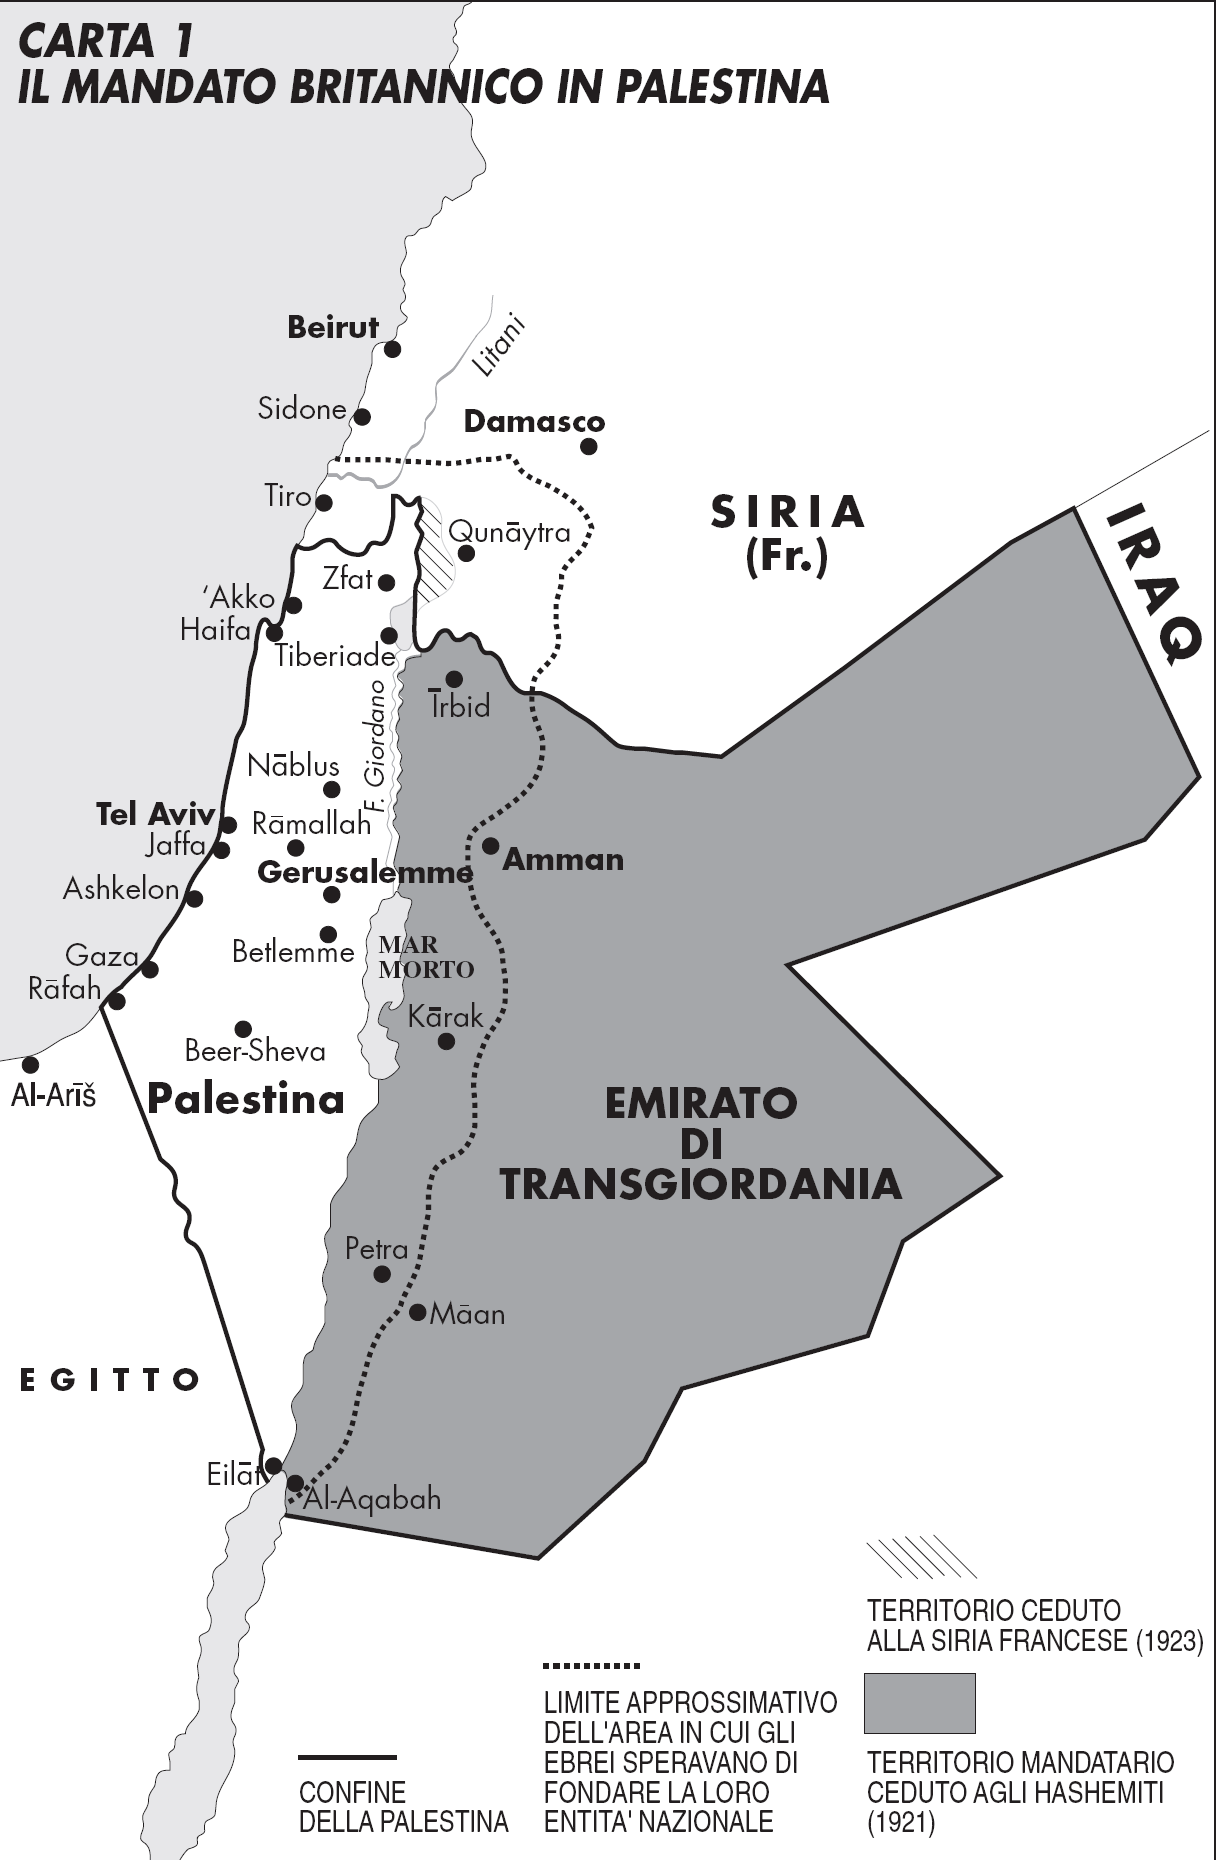 CARTA 1
IL MANDATO BRITANNICO IN PALESTINA
Beirut
Litani
Sidone
Damasco
Tiro
SIRIA
(Fr.)
IRAQ
Qunāytra
Zfat
‘Akko
Haifa
Tiberiade
Īrbid
F. Giordano
Nāblus
Tel Aviv
Rāmallah
Jaffa
Gerusalemme
Amman
Ashkelon
Betlemme
MAR
MORTO
Gaza
Rāfah
Kārak
Beer-Sheva
Al-Arīš
Palestina
EMIRATO
DI
TRANSGIORDANIA
Petra
Māan
EGITTO
Eilāt
Al-Aqabah
TERRITORIO CEDUTO
ALLA SIRIA FRANCESE (1923)
LIMITE APPROSSIMATIVO
DELL'AREA IN CUI GLI
EBREI SPERAVANO DI
FONDARE LA LORO
ENTITA' NAZIONALE
TERRITORIO MANDATARIO
CEDUTO AGLI HASHEMITI
(1921)
CONFINE
DELLA PALESTINA